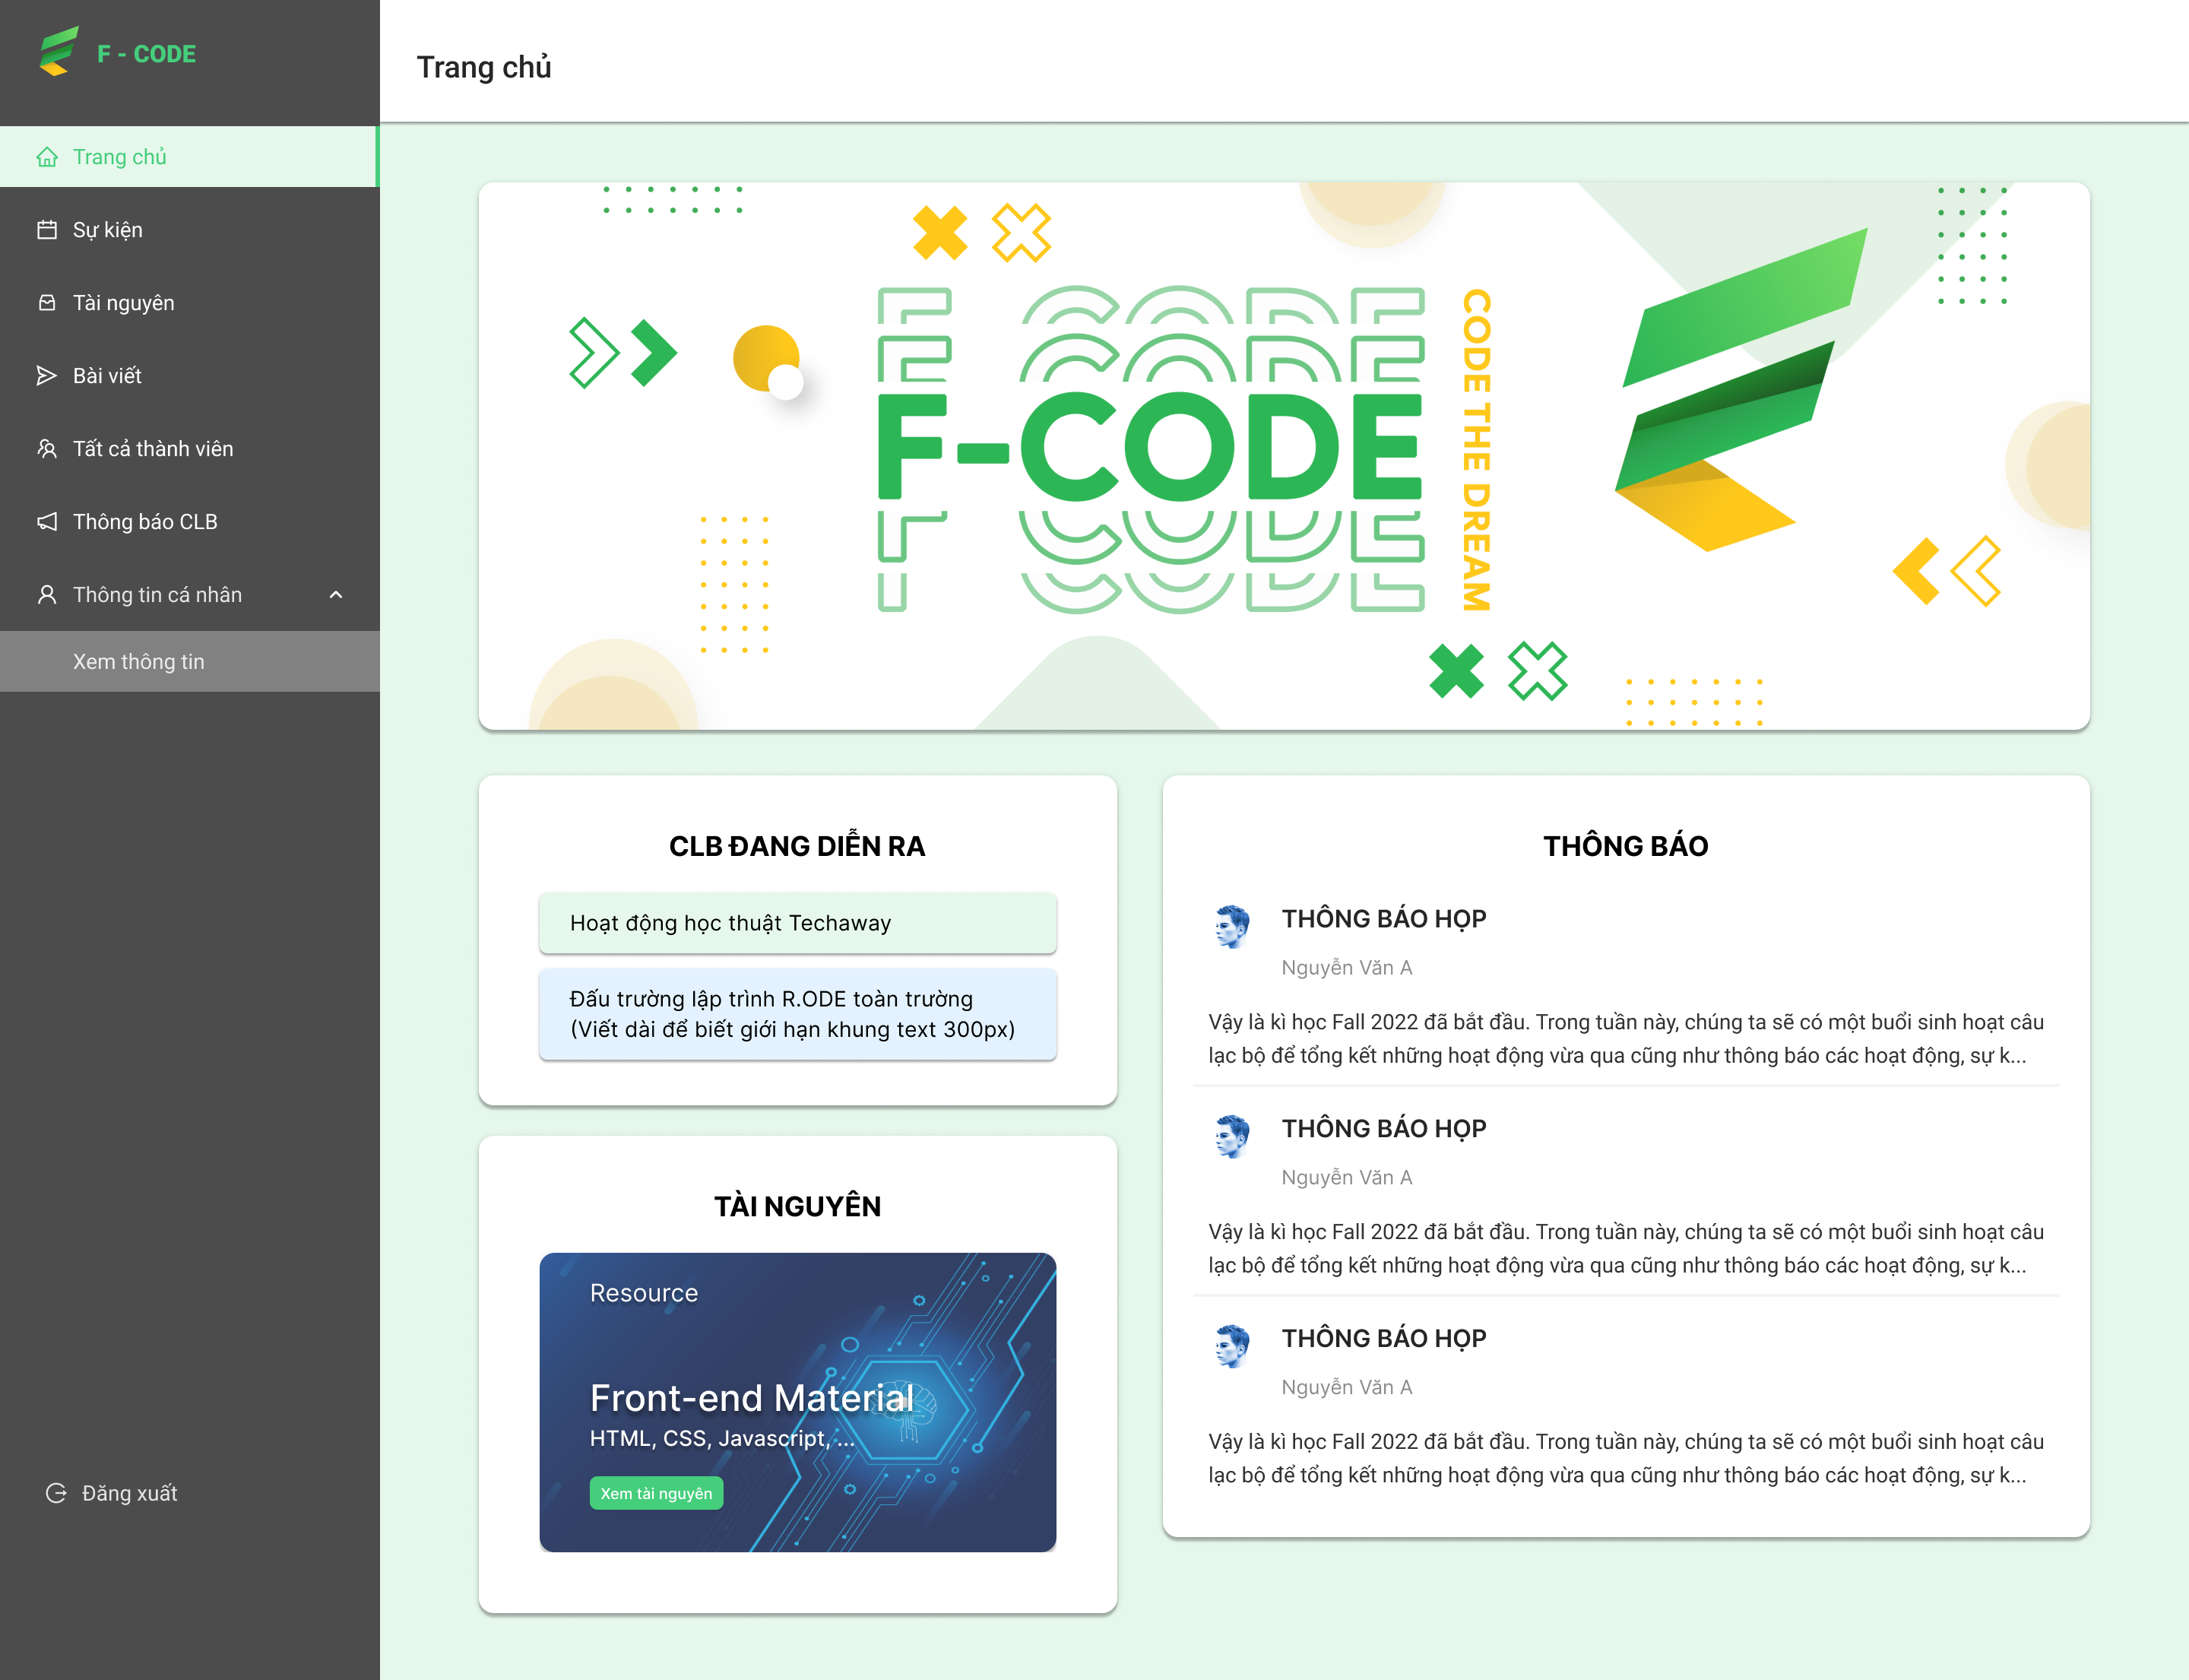 F - CODE
Trang chủ
Sự kiện
Tài nguyên
Bài viết
Tất cả thành viên
Thông báo CLB
Thông tin cá nhân
Xem thông tin
Đăng xuất
Trang chủ
F-CODE
F-CODE
F-CODE
F-CODE
F-CODE
CODE THE DREAM
CLB ĐANG DIỄN RA
Hoạt động học thuật Techaway
Đấu trường lập trình R.ODE toàn trường
(Viết dài để biết giới hạn khung text 300px)
TÀI NGUYÊN
Resource
Front-end Material
HTML, CSS, Javascript, ...
Xem tài nguyên
THÔNG BÁO
THÔNG BÁO HỌP
Nguyễn Văn A
Vậy là kì học Fall 2022 đã bắt đầu. Trong tuần này, chúng ta sẽ có một buổi sinh hoạt câu
lạc bộ để tổng kết những hoạt động vừa qua cũng như thông báo các hoạt động, sự k...
THÔNG BÁO HỌP
Nguyễn Văn A
Vậy là kì học Fall 2022 đã bắt đầu. Trong tuần này, chúng ta sẽ có một buổi sinh hoạt câu
lạc bộ để tổng kết những hoạt động vừa qua cũng như thông báo các hoạt động, sự k...
THÔNG BÁO HỌP
Nguyễn Văn A
Vậy là kì học Fall 2022 đã bắt đầu. Trong tuần này, chúng ta sẽ có một buổi sinh hoạt câu
lạc bộ để tổng kết những hoạt động vừa qua cũng như thông báo các hoạt động, sự k...